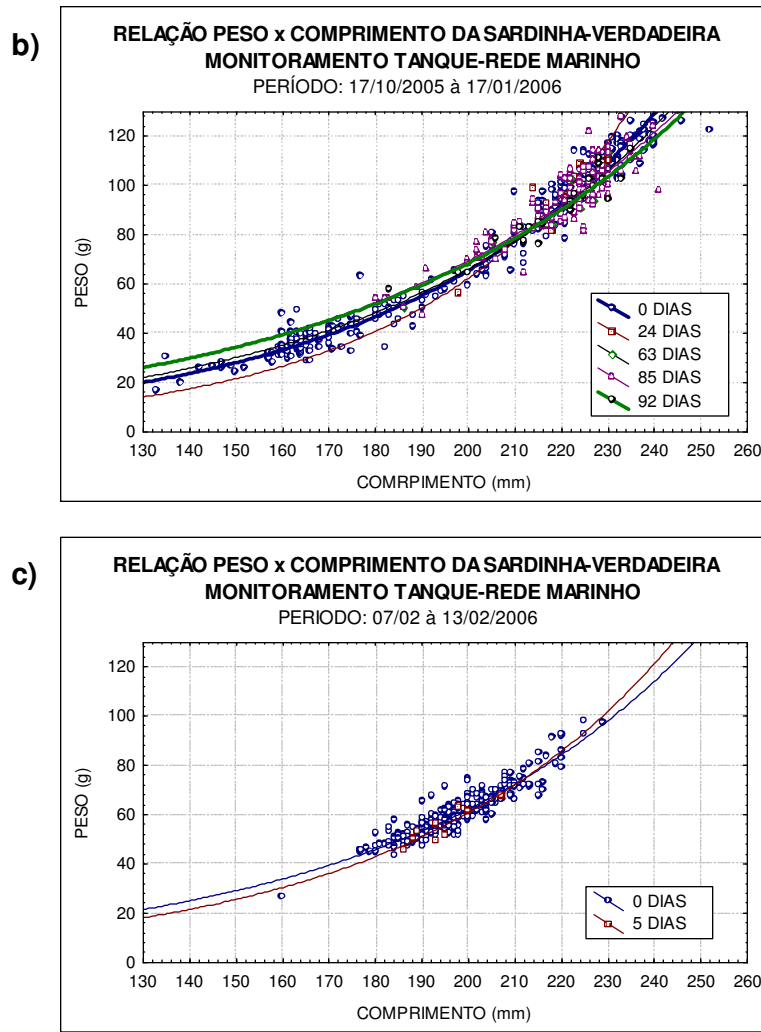 b)
RELAÇÃO PESO x COMPRIMENTO DA SARDINHA-VERDADEIRA
MONITORAMENTO TANQUE-REDE MARINHO
PERÍODO: 17/10/2005 à 17/01/2006
PESO (g)
120
100
80
60
40
20
0
0 DIAS
24 DIAS
63 DIAS
85 DIAS
92 DIAS
130 140 150 160 170 180 190 200 210 220 230 240 250 260
COMRPIMENTO (mm)
c)
RELAÇÃO PESO x COMPRIMENTO DA SARDINHA-VERDADEIRA
MONITORAMENTO TANQUE-REDE MARINHO
PERIODO: 07/02 à 13/02/2006
PESO (g)
120
100
80
60
40
20
0
0 DIAS
5 DIAS
130 140 150 160 170 180 190 200 210 220 230 240 250 260
COMPRIMENTO (mm)